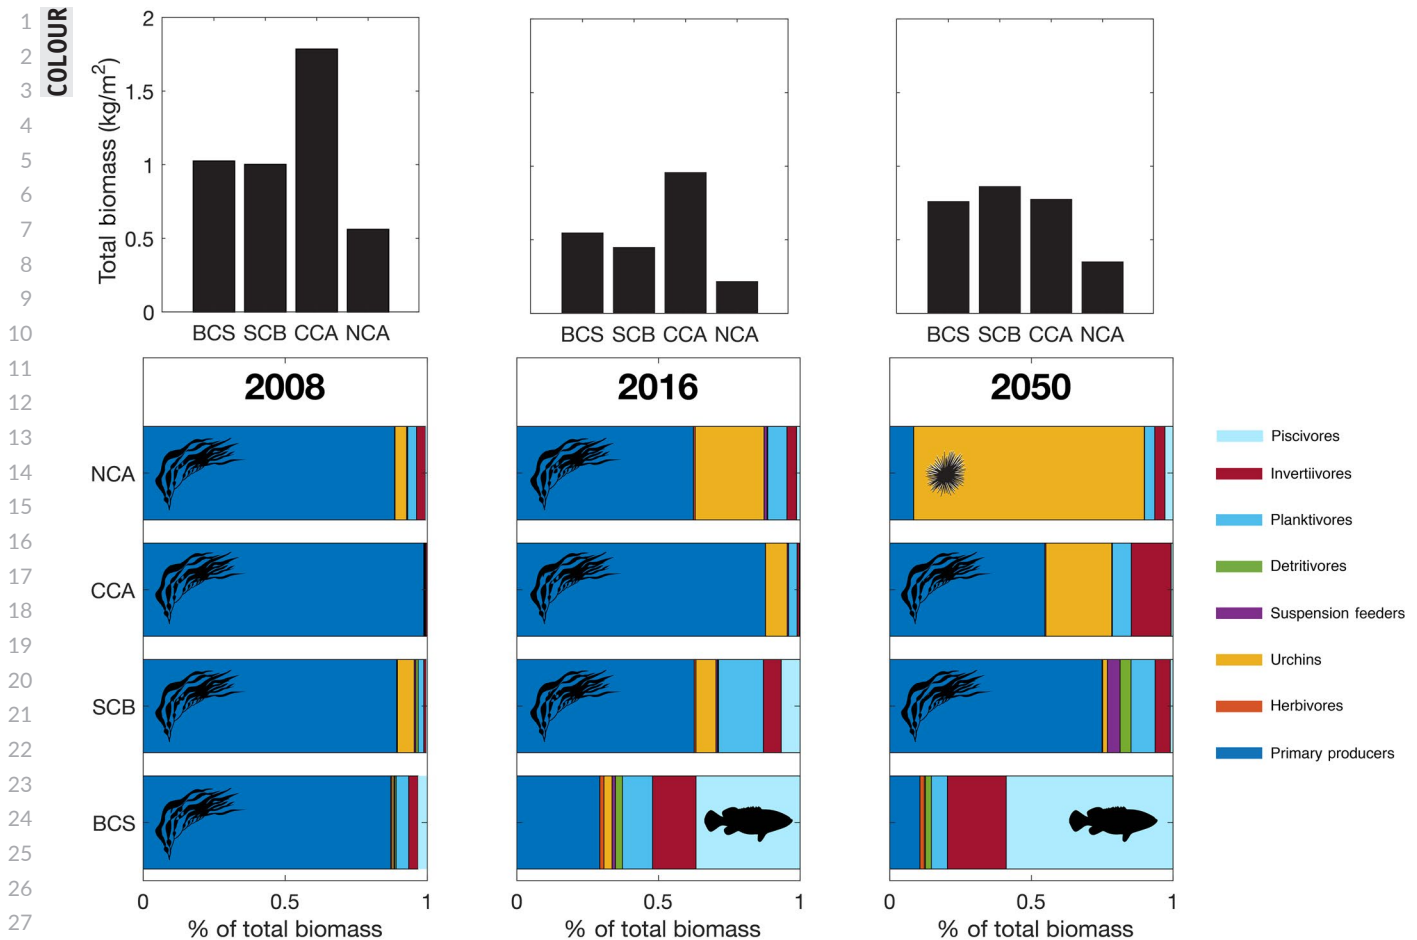 1
2
3
4
5
6
7
8
9
10
11
12
13
14
15
16
17
18
19
20
21
22
23
24
25
26
27
COLOUR
Total biomass (kg/m2)
2
1.5
1
0.5
0
BCS SCB CCA NCA
BCS SCB CCA NCA
BCS SCB CCA NCA
2008
2016
2050
NCA
CCA
SCB
BCS
0 0.5 1
0 0.5 1
0 0.5 1
% of total biomass
% of total biomass
% of total biomass
Piscivores
Invertiivores
Planktivores
Detritivores
Suspension feeders
Urchins
Herbivores
Primary producers